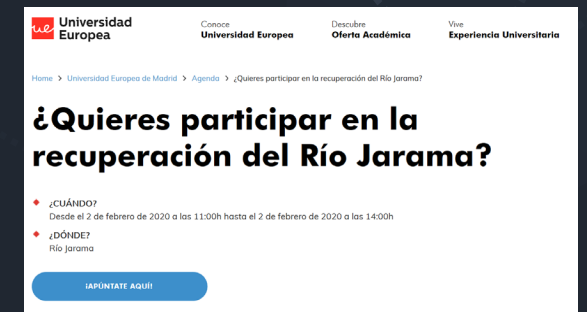 ue Universidad Europea
Conoce
Universidad Europea
Descubre
Oferta Académica
Vive
Experiencia Universitaria
Home > Universidad Europea de Madrid > Agenda > ¿Quieres participar en la recuperación del Río Jarama?
¿Quieres participar en la
recuperación del Río Jarama?
¿CUÁNDO?
Desde el 2 de febrero de 2020 a las 11:00h hasta el 2 de febrero de 2020 a las 14:00h
¿DÓNDE?
Río Jarama
¡APÚNTATE AQUÍ!